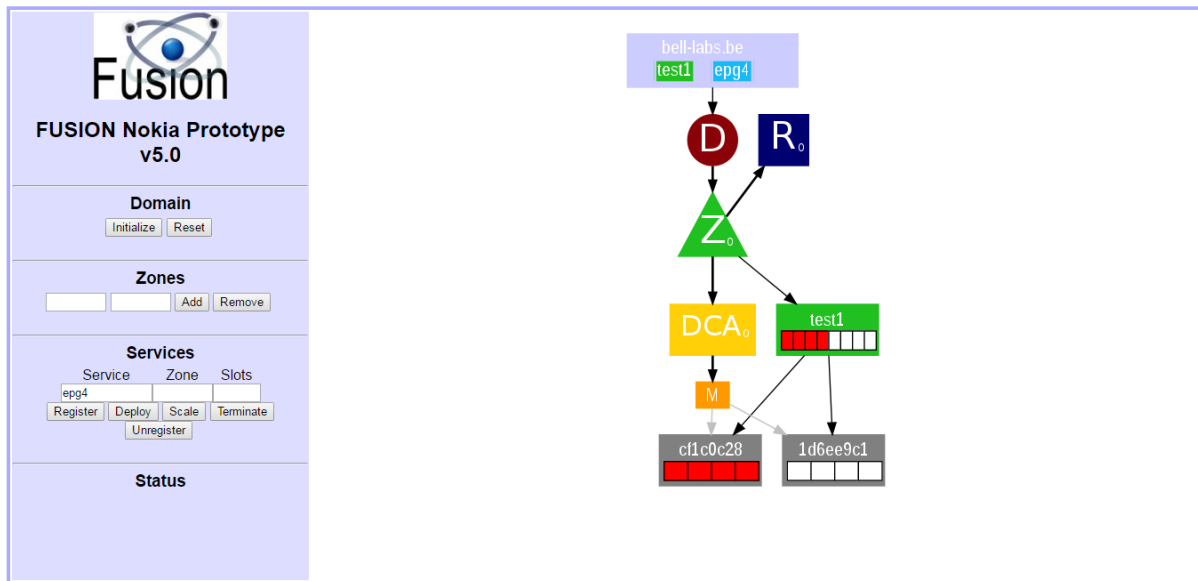 Fusion
FUSION Nokia Prototype
v5.0
Domain
Initialize Reset
Zones
Add Remove
Services
Service Zone Slots
epg4
Register Deploy Scale Terminate
Unregister
Status
bell-labs.be
test1 epg4
D R0
Z0
DCA0 test1
M
cf1c0c28 1d6ee9c1